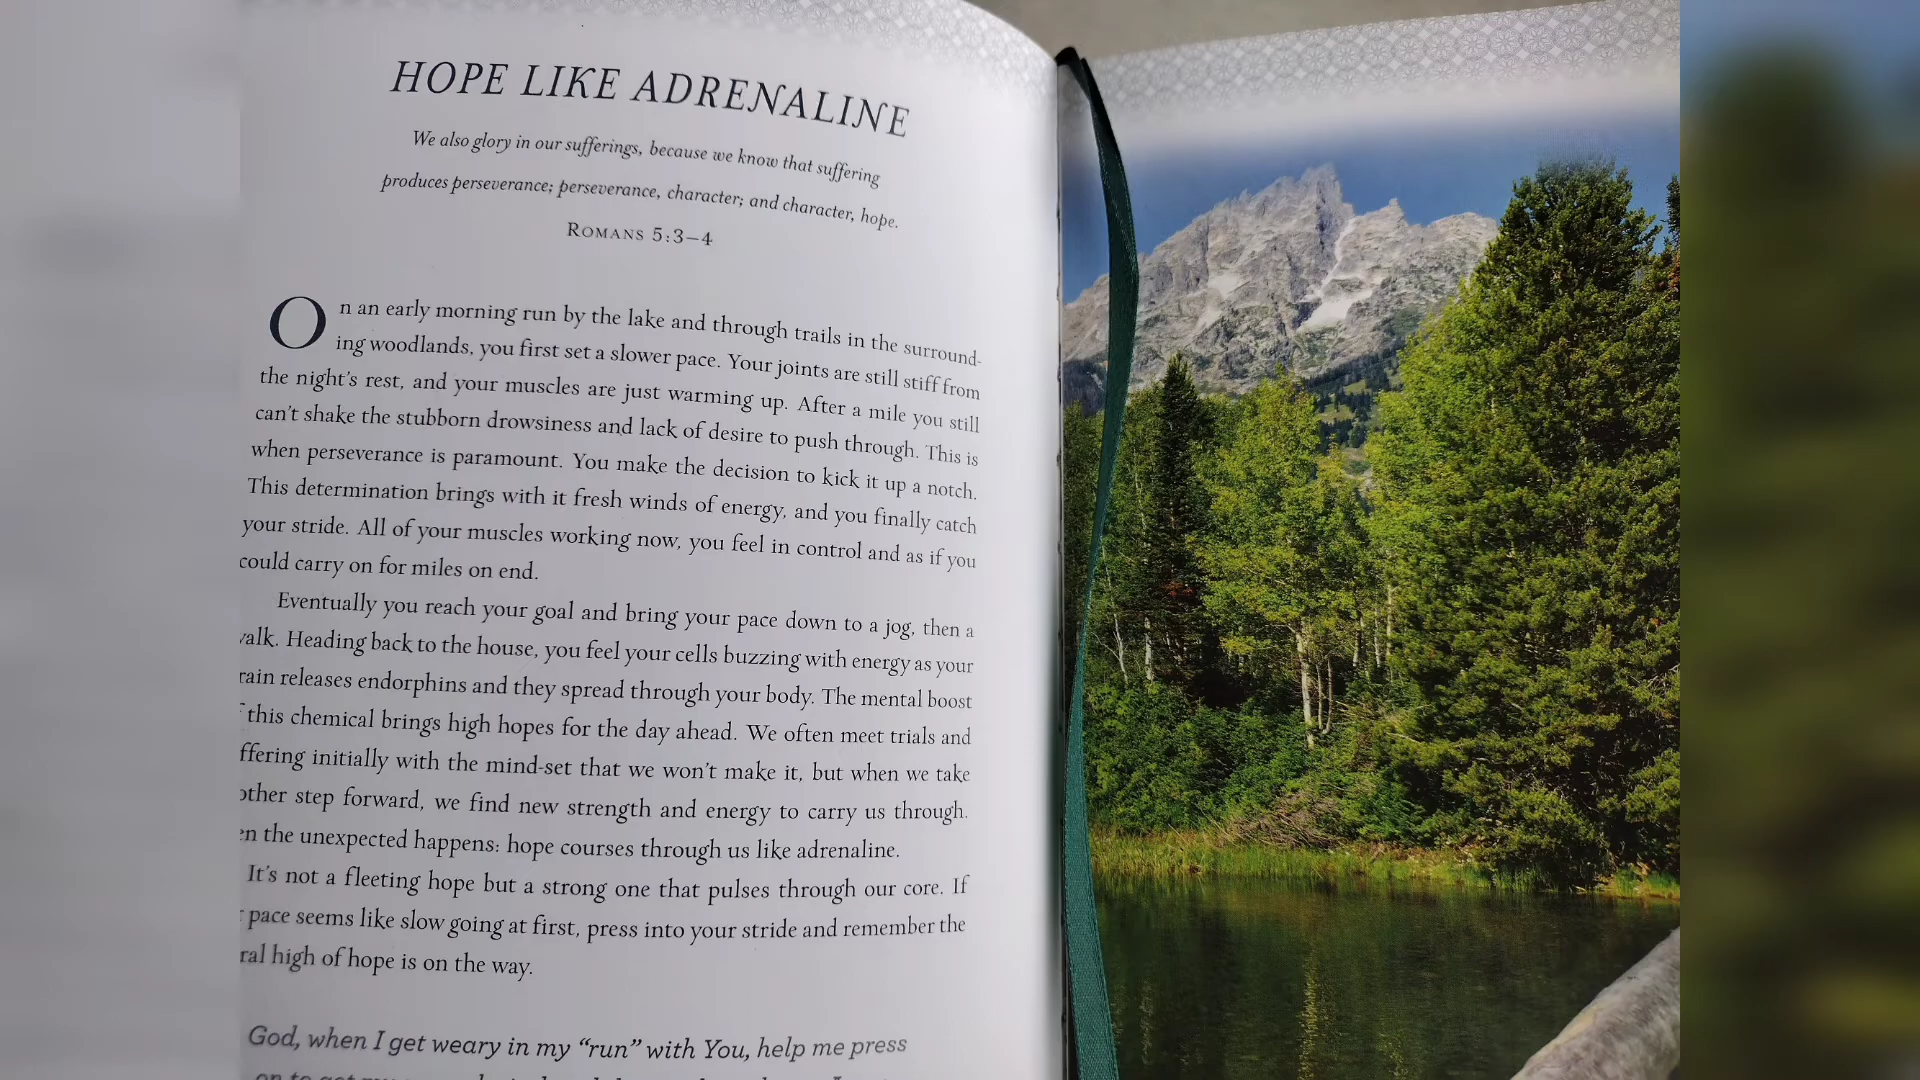 HOPE LIKE ADRENALINE
We also glory in our sufferings, because we know that suffering
produces perseverance; perseverance, character; and character, hope.
ROMANS 5:3–4
On an early morning run by the lake and through trails in the surround-
ing woodlands, you first set a slower pace. Your joints are still stiff from
the night's rest, and your muscles are just warming up. After a mile you still
can't shake the stubborn drowsiness and lack of desire to push through. This is
when perseverance is paramount. You make the decision to kick it up a notch.
This determination brings with it fresh winds of energy, and you finally catch
your stride. All of your muscles working now, you feel in control and as if you
could carry on for miles on end.
Eventually you reach your goal and bring your pace down to a jog, then a
alk. Heading back to the house, you feel your cells buzzing with energy as your
rain releases endorphins and they spread through your body. The mental boost
this chemical brings high hopes for the day ahead. We often meet trials and
ffering initially with the mind-set that we won't make it, but when we take
other step forward, we find new strength and energy to carry us through.
n the unexpected happens: hope courses through us like adrenaline.
It's not a fleeting hope but a strong one that pulses through our core. If
pace seems like slow going at first, press into your stride and remember the
ral high of hope is on the way.
God, when I get weary in my “run” with You, help me press